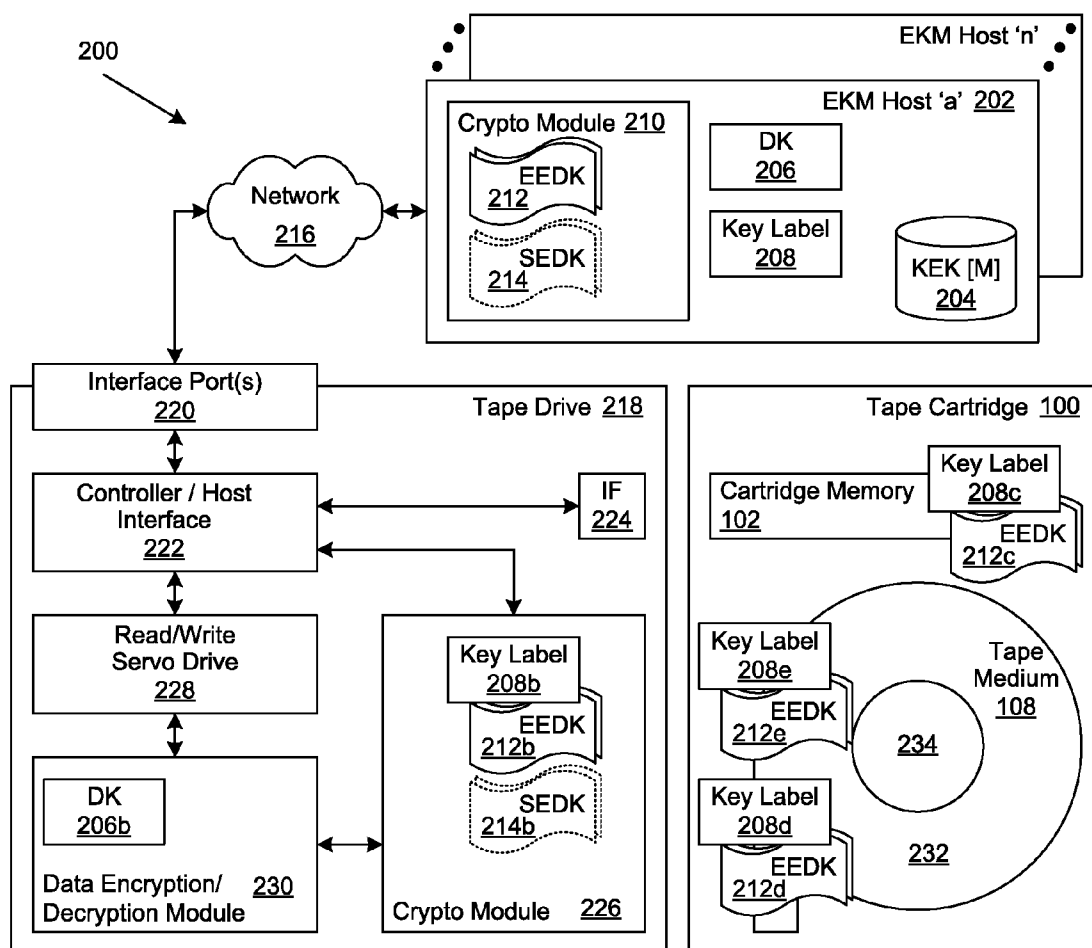 200
EKM Host 'n'
EKM Host 'a' 202
Crypto Module 210
EEDK
212
SEDK
214
DK
206
Key Label
208
KEK [M]
204
Network
216
Interface Port(s)
220
Tape Drive 218
Controller / Host
Interface
222
IF
224
Read/Write
Servo Drive
228
Key Label
208b
EEDK
212b
SEDK
214b
Crypto Module 226
DK
206b
Data Encryption/
Decryption Module
230
Tape Cartridge 100
Cartridge Memory
102
Key Label
208c
EEDK
212c
Tape
Medium
108
Key Label
208e
EEDK
212e
234
Key Label
208d
EEDK
212d
232